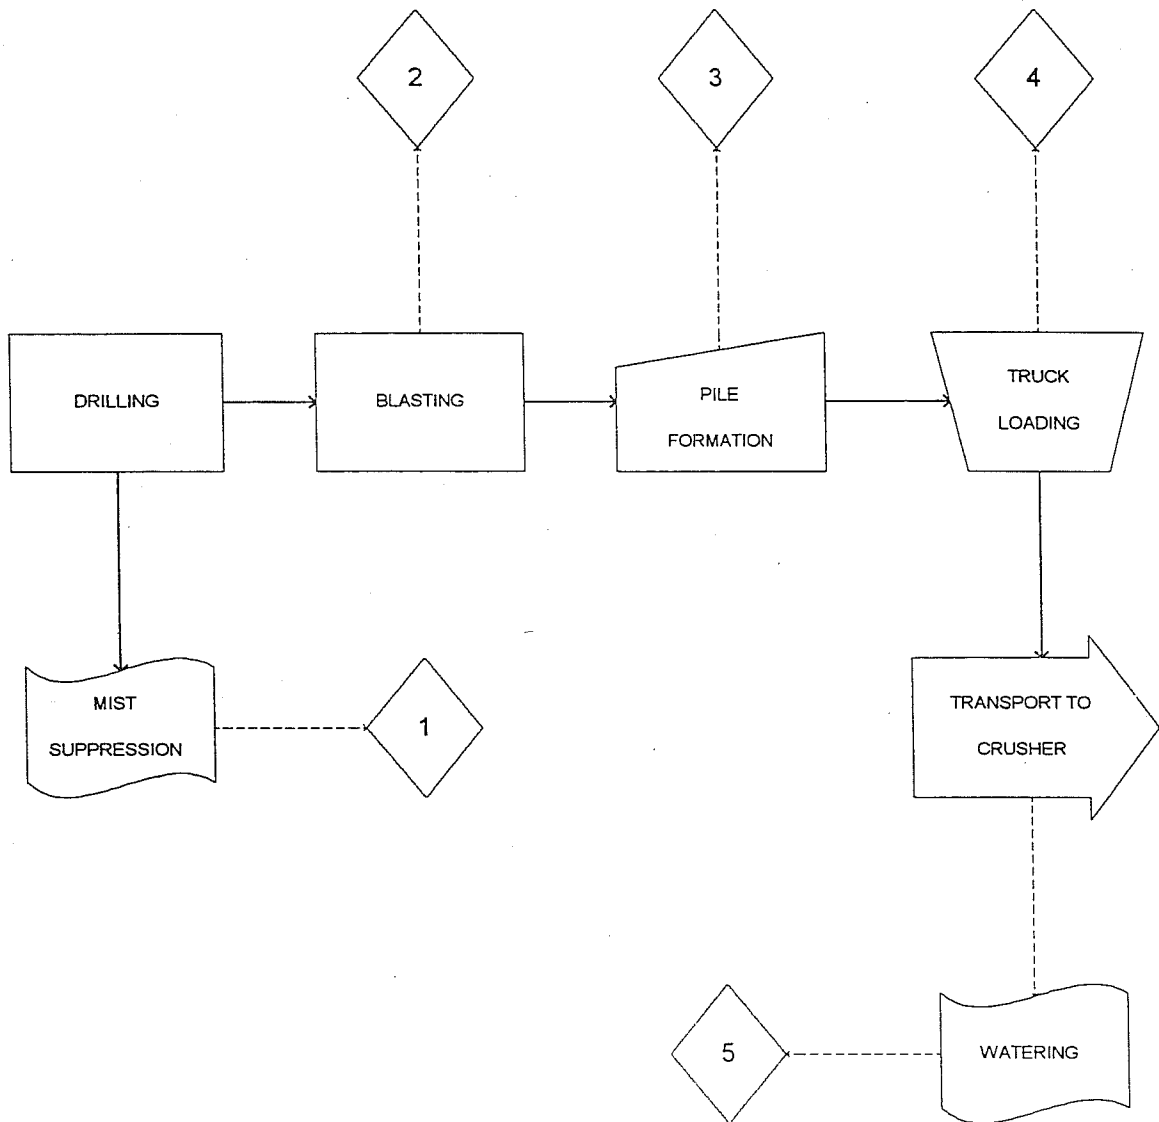 2
3
4
DRILLING
BLASTING
PILE
FORMATION
TRUCK
LOADING
MIST
SUPPRESSION
1
TRANSPORT TO
CRUSHER
5
WATERING